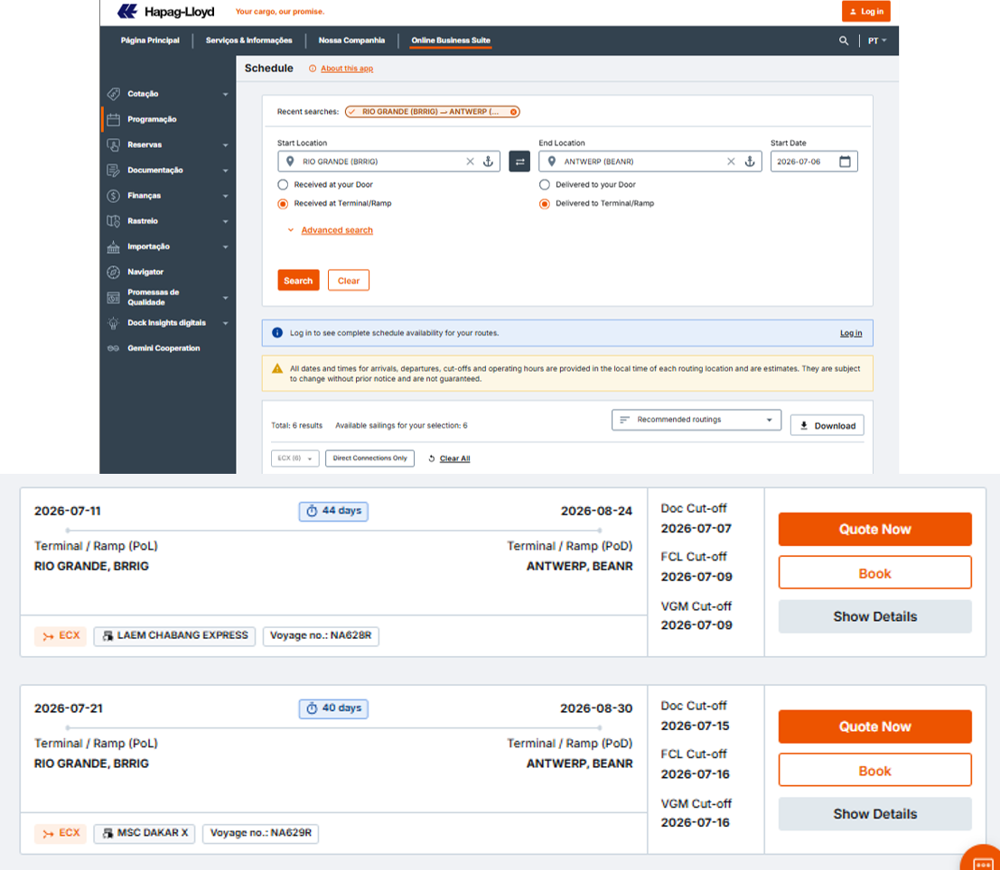 Hapag-Lloyd
Your cargo, our promise.
Log in
Página Principal
Serviços & Informações
Nossa Companhia
Online Business Suite
PT
Cotação
Programação
Reservas
Documentação
Finanças
Rastreio
Importação
Navigator
Promessas de
Qualidade
Dock Insights digitais
Gemini Cooperation
Schedule
About this app
Recent searches:
RIO GRANDE (BRRIG) — ANTWERP (...
Start Location
RIO GRANDE (BRRIG)
Received at your Door
Received at Terminal/Ramp
End Location
ANTWERP (BEANR)
Delivered to your Door
Delivered to Terminal/Ramp
Start Date
2026-07-06
Advanced search
Search
Clear
Log in to see complete schedule availability for your routes.
Log in
All dates and times for arrivals, departures, cut-offs and operating hours are provided in the local time of each routing location and are estimates. They are subject
to change without prior notice and are not guaranteed.
Total: 6 results
Available sailings for your selection: 6
Recommended routings
Download
ECX (6)
Direct Connections Only
Clear All
2026-07-11
44 days
2026-08-24
Terminal / Ramp (PoL)
Terminal / Ramp (PoD)
RIO GRANDE, BRRIG
ANTWERP, BEANR
ECX
LAEM CHABANG EXPRESS
Voyage no.: NA628R
Doc Cut-off
2026-07-07
FCL Cut-off
2026-07-09
VGM Cut-off
2026-07-09
Quote Now
Book
Show Details
2026-07-21
40 days
2026-08-30
Terminal / Ramp (PoL)
Terminal / Ramp (PoD)
RIO GRANDE, BRRIG
ANTWERP, BEANR
ECX
MSC DAKAR X
Voyage no.: NA629R
Doc Cut-off
2026-07-15
FCL Cut-off
2026-07-16
VGM Cut-off
2026-07-16
Quote Now
Book
Show Details